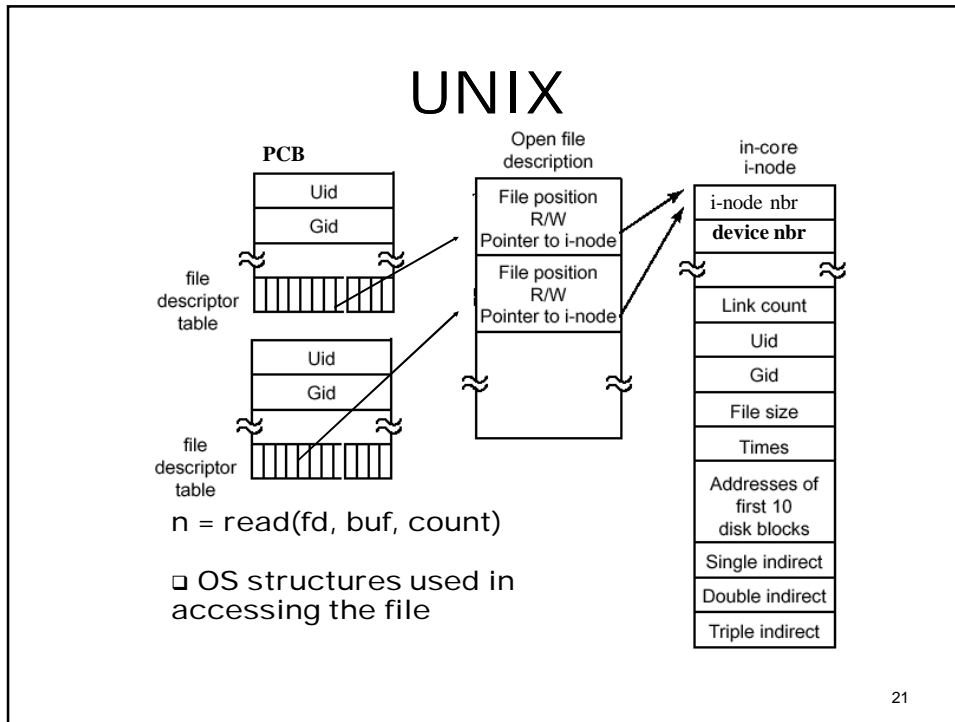 UNIX
PCB
Uid
Gid
file
descriptor
table
Uid
Gid
file
descriptor
table
Open file
description
File position
R/W
Pointer to i-node
File position
R/W
Pointer to i-node
in-core
i-node
i-node nbr
device nbr
Link count
Uid
Gid
File size
Times
Addresses of
first 10
disk blocks
Single indirect
Double indirect
Triple indirect
n = read(fd, buf, count)
❑ OS structures used in
accessing the file
21